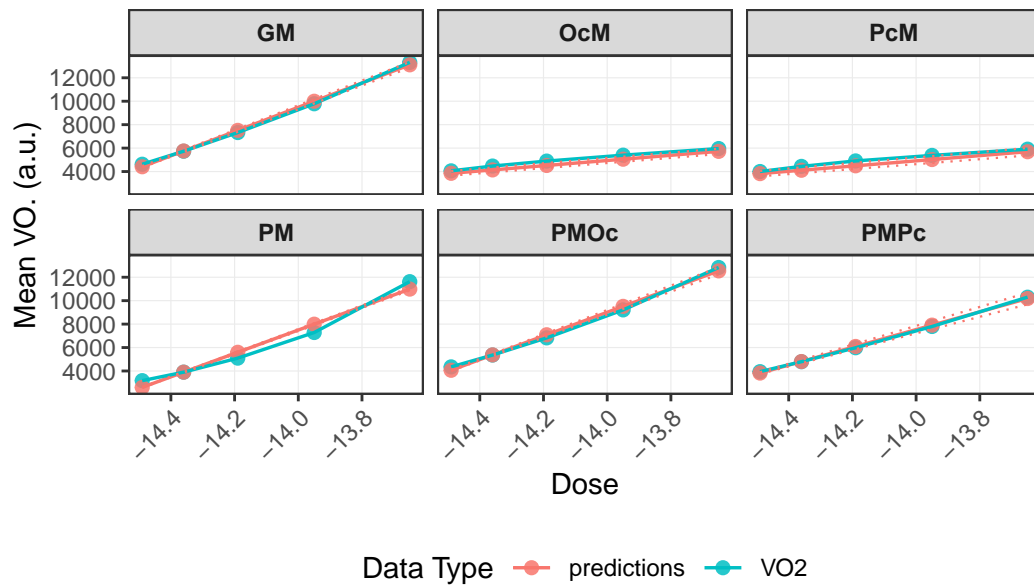 GM OcM PcM
12000
10000
8000
6000
4000
Mean VO. (a.u.)
PM PMOc PMPc
12000
10000
8000
6000
4000
−14.4 −14.2 −14.0 −13.8 −14.4 −14.2 −14.0 −13.8 −14.4 −14.2 −14.0 −13.8
Dose
Data Type predictions VO2